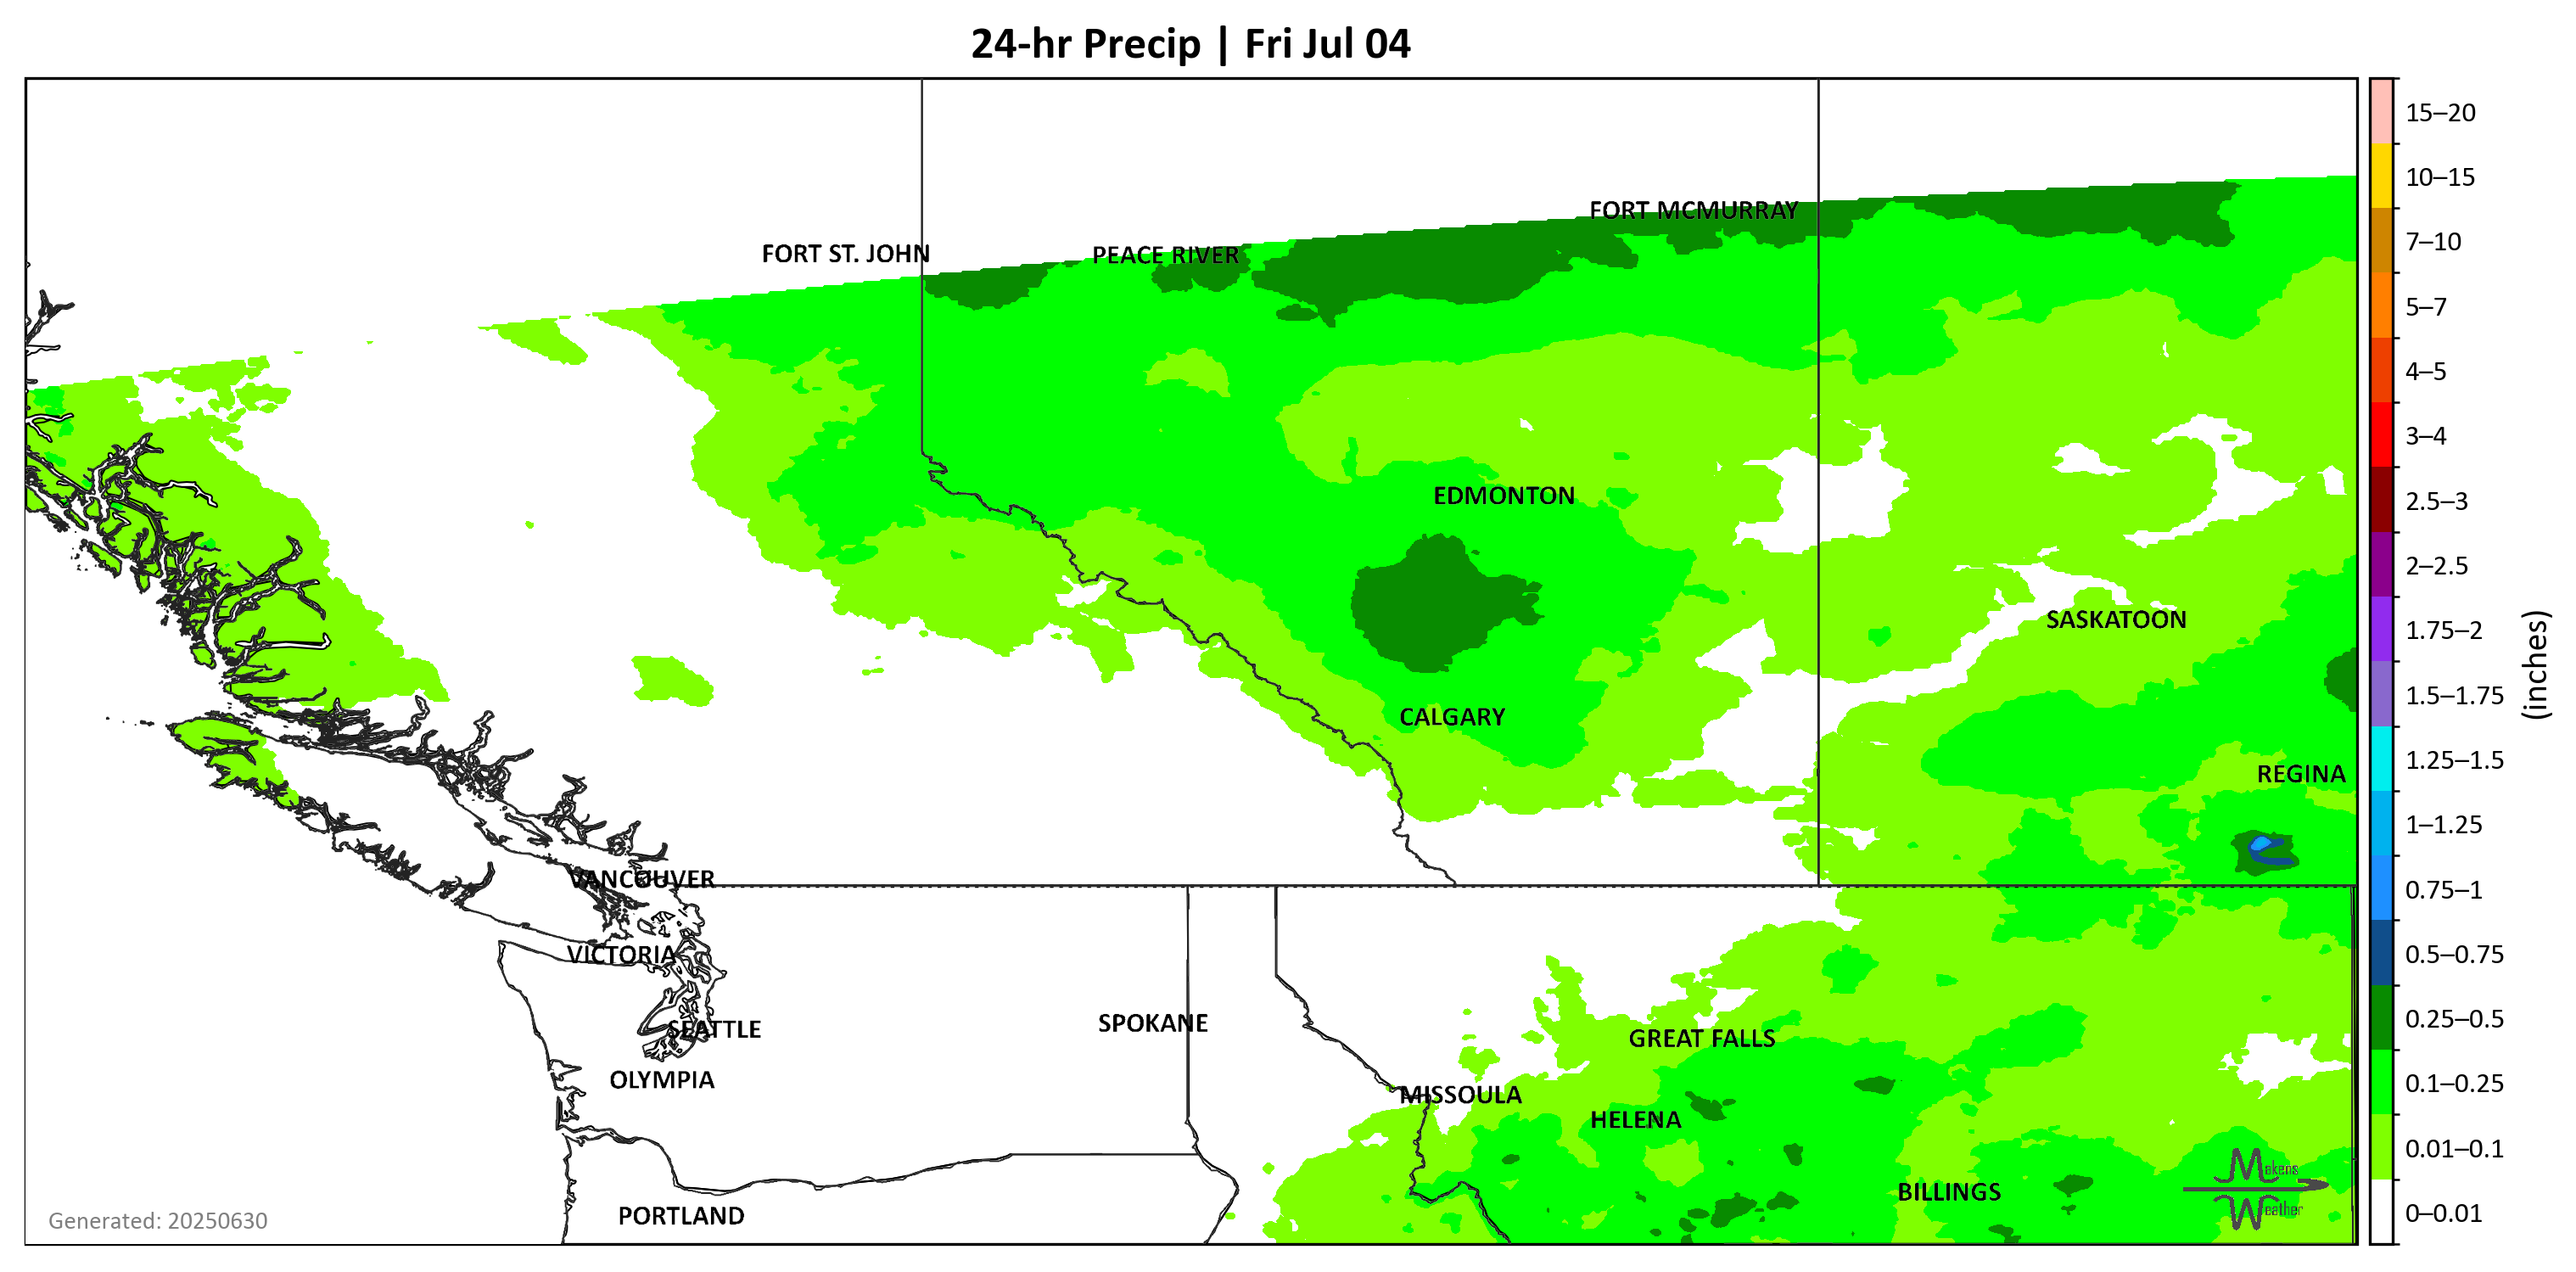 24-hr Precip | Fri Jul 04
15–20
10–15
7–10
5–7
4–5
3–4
2.5–3
2–2.5
1.75–2
1.5–1.75
1.25–1.5
1–1.25
0.75–1
0.5–0.75
0.25–0.5
0.1–0.25
0.01–0.1
0–0.01
(inches)
FORT MCMURRAY
FORT ST. JOHN
PEACE RIVER
EDMONTON
SASKATOON
CALGARY
REGINA
VANCOUVER
VICTORIA
SPOKANE
SEATTLE
GREAT FALLS
OLYMPIA
MISSOULA
HELENA
BILLINGS
PORTLAND
Makens
Weather
Generated: 20250630